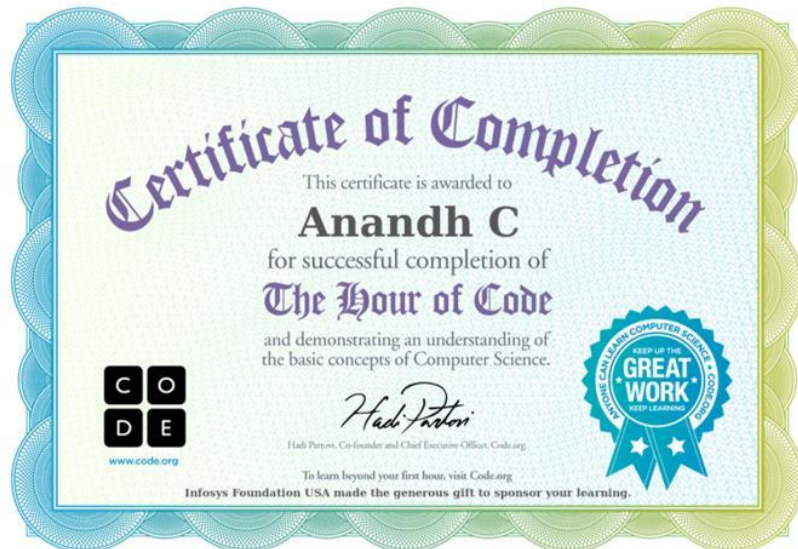 Certificate of Completion
This certificate is awarded to
Anandh C
for successful completion of
The Hour of Code
and demonstrating an understanding of
the basic concepts of Computer Science.
C O
D E
www.code.org
Hadi Partovi
Hadi Partovi, Co-founder and Chief Executive Officer, Code.org
ANYONE CAN LEARN COMPUTER SCIENCE • CODE.ORG
KEEP UP THE
GREAT
WORK
KEEP LEARNING
To learn beyond your first hour, visit Code.org
Infosys Foundation USA made the generous gift to sponsor your learning.